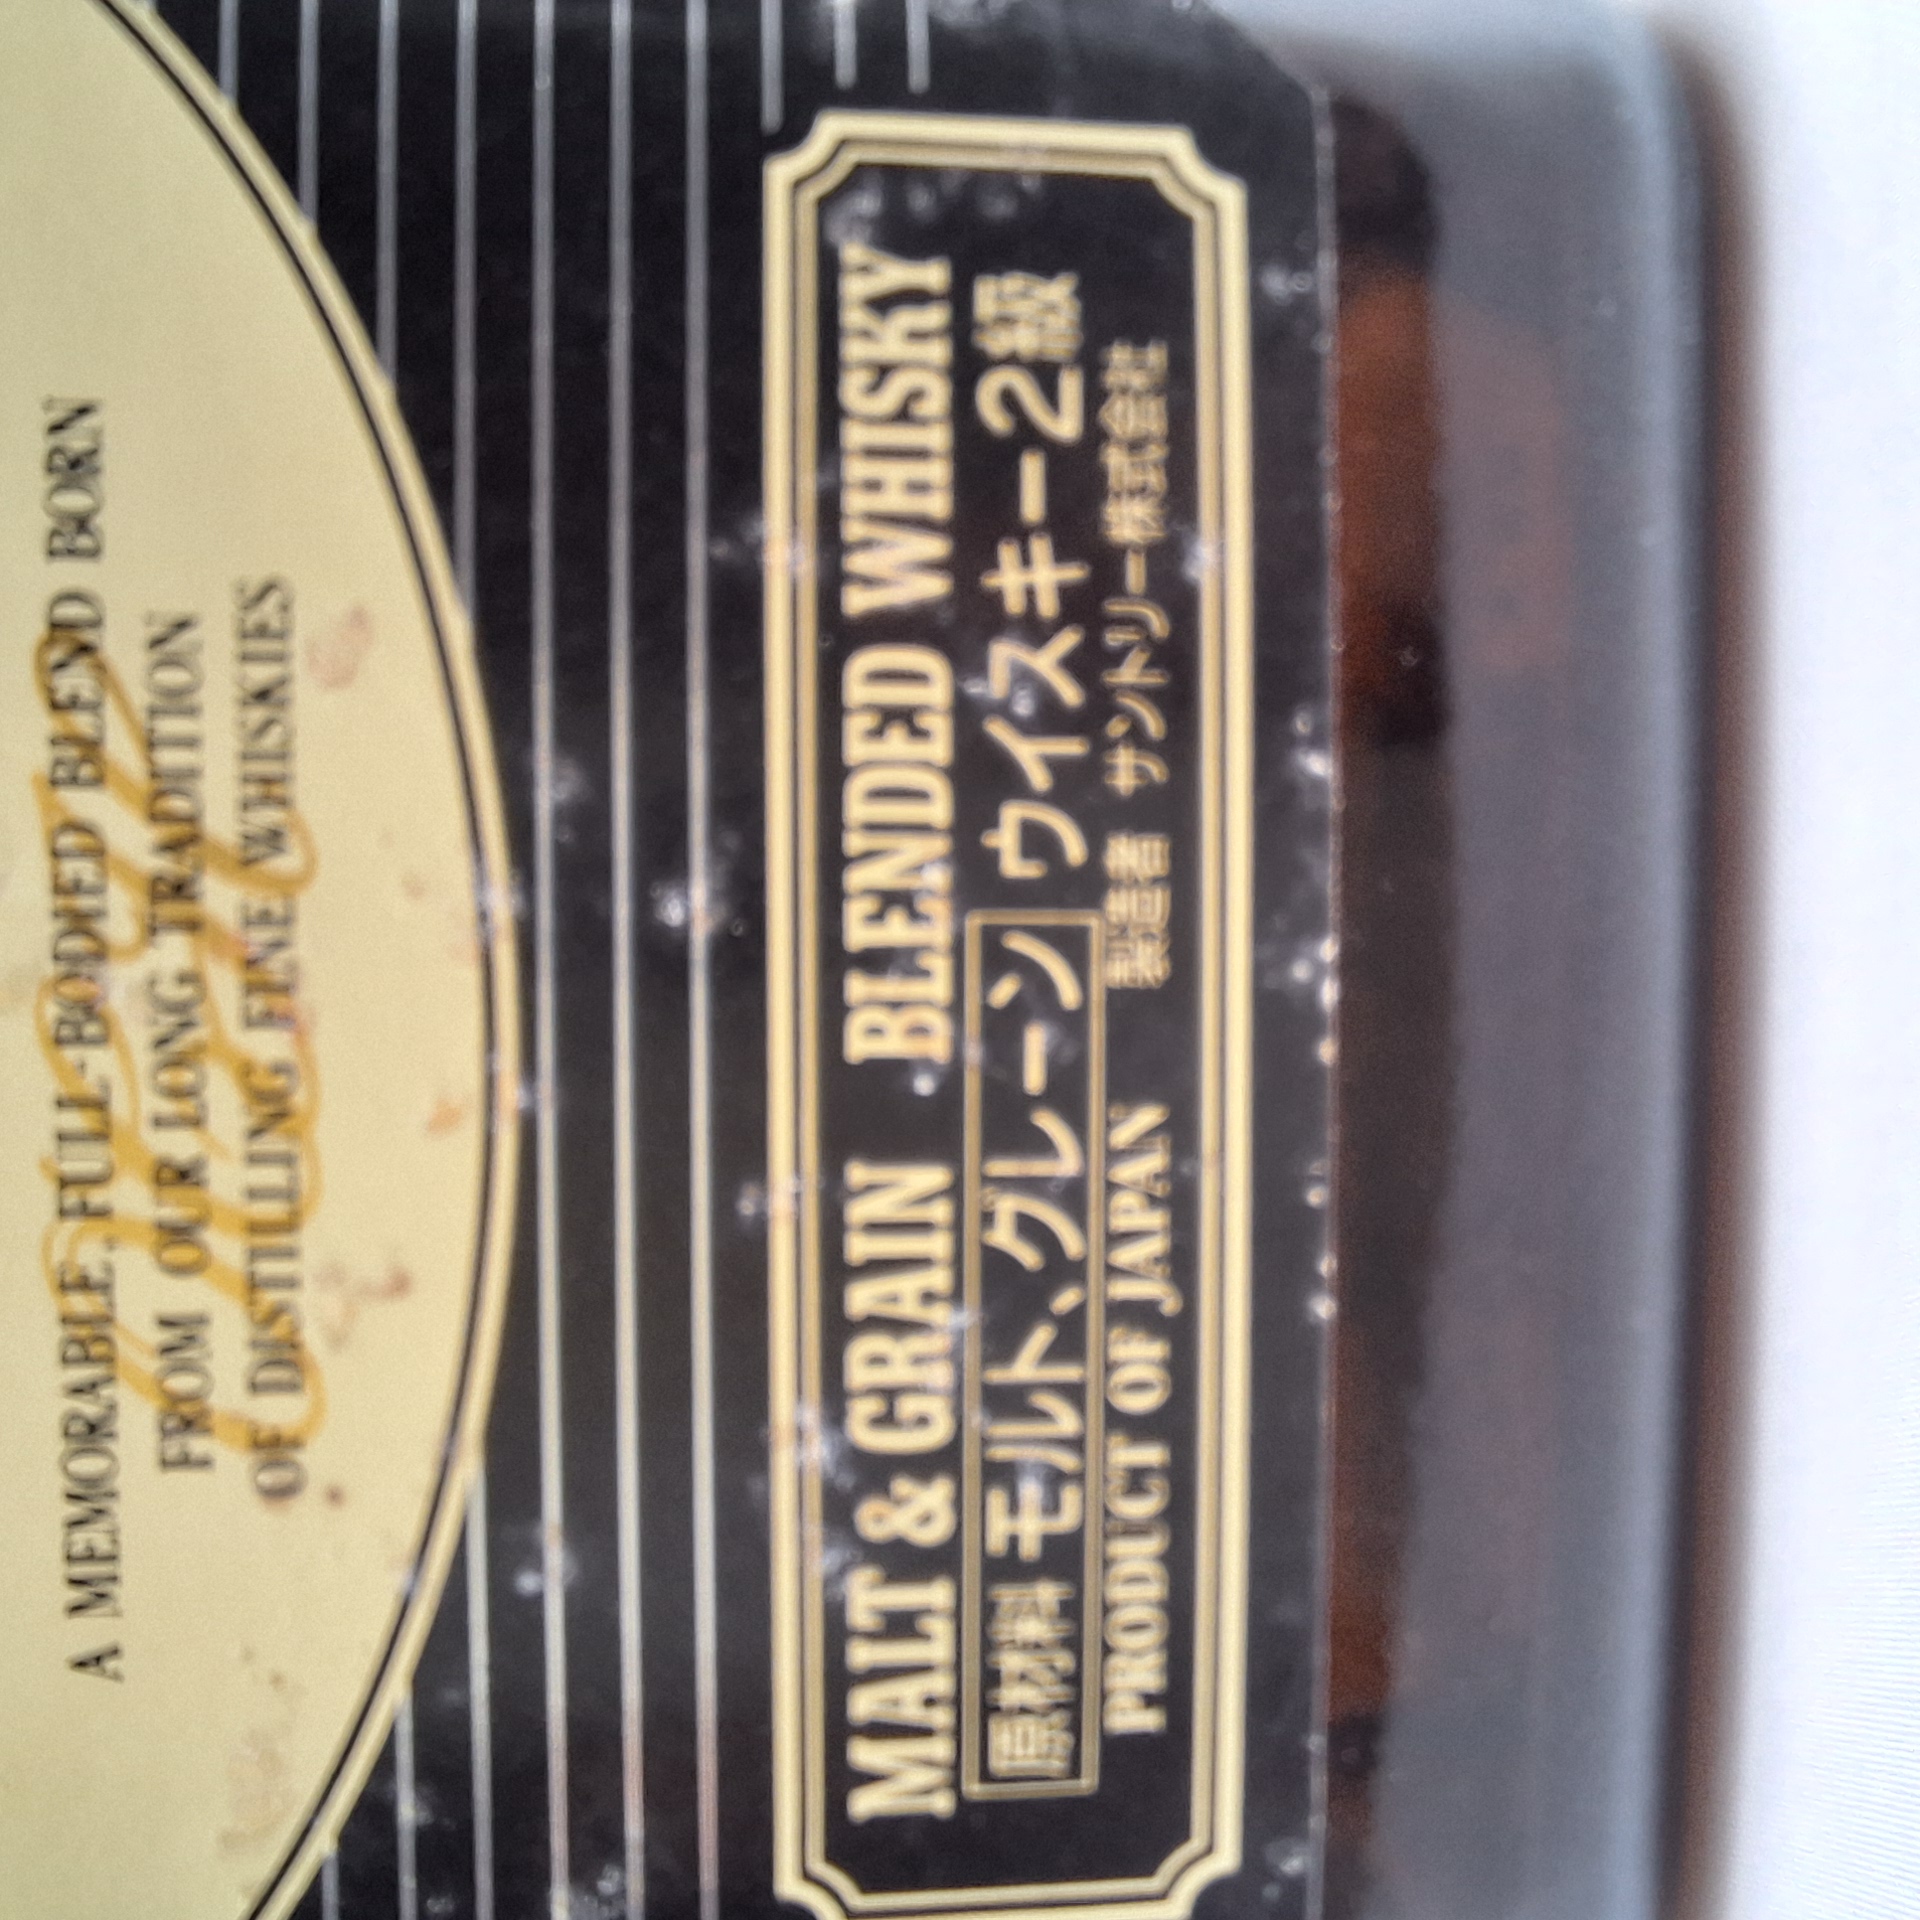 A MEMORABLE, FULL-BODIED BLEND BORN
FROM OUR LONG TRADITION
OF DISTILLING FINE WHISKIES
MALT & GRAIN BLENDED WHISKY
原材料 モルト、グレーン ウイスキー2級
PRODUCT OF JAPAN 製造者 サントリー株式会社